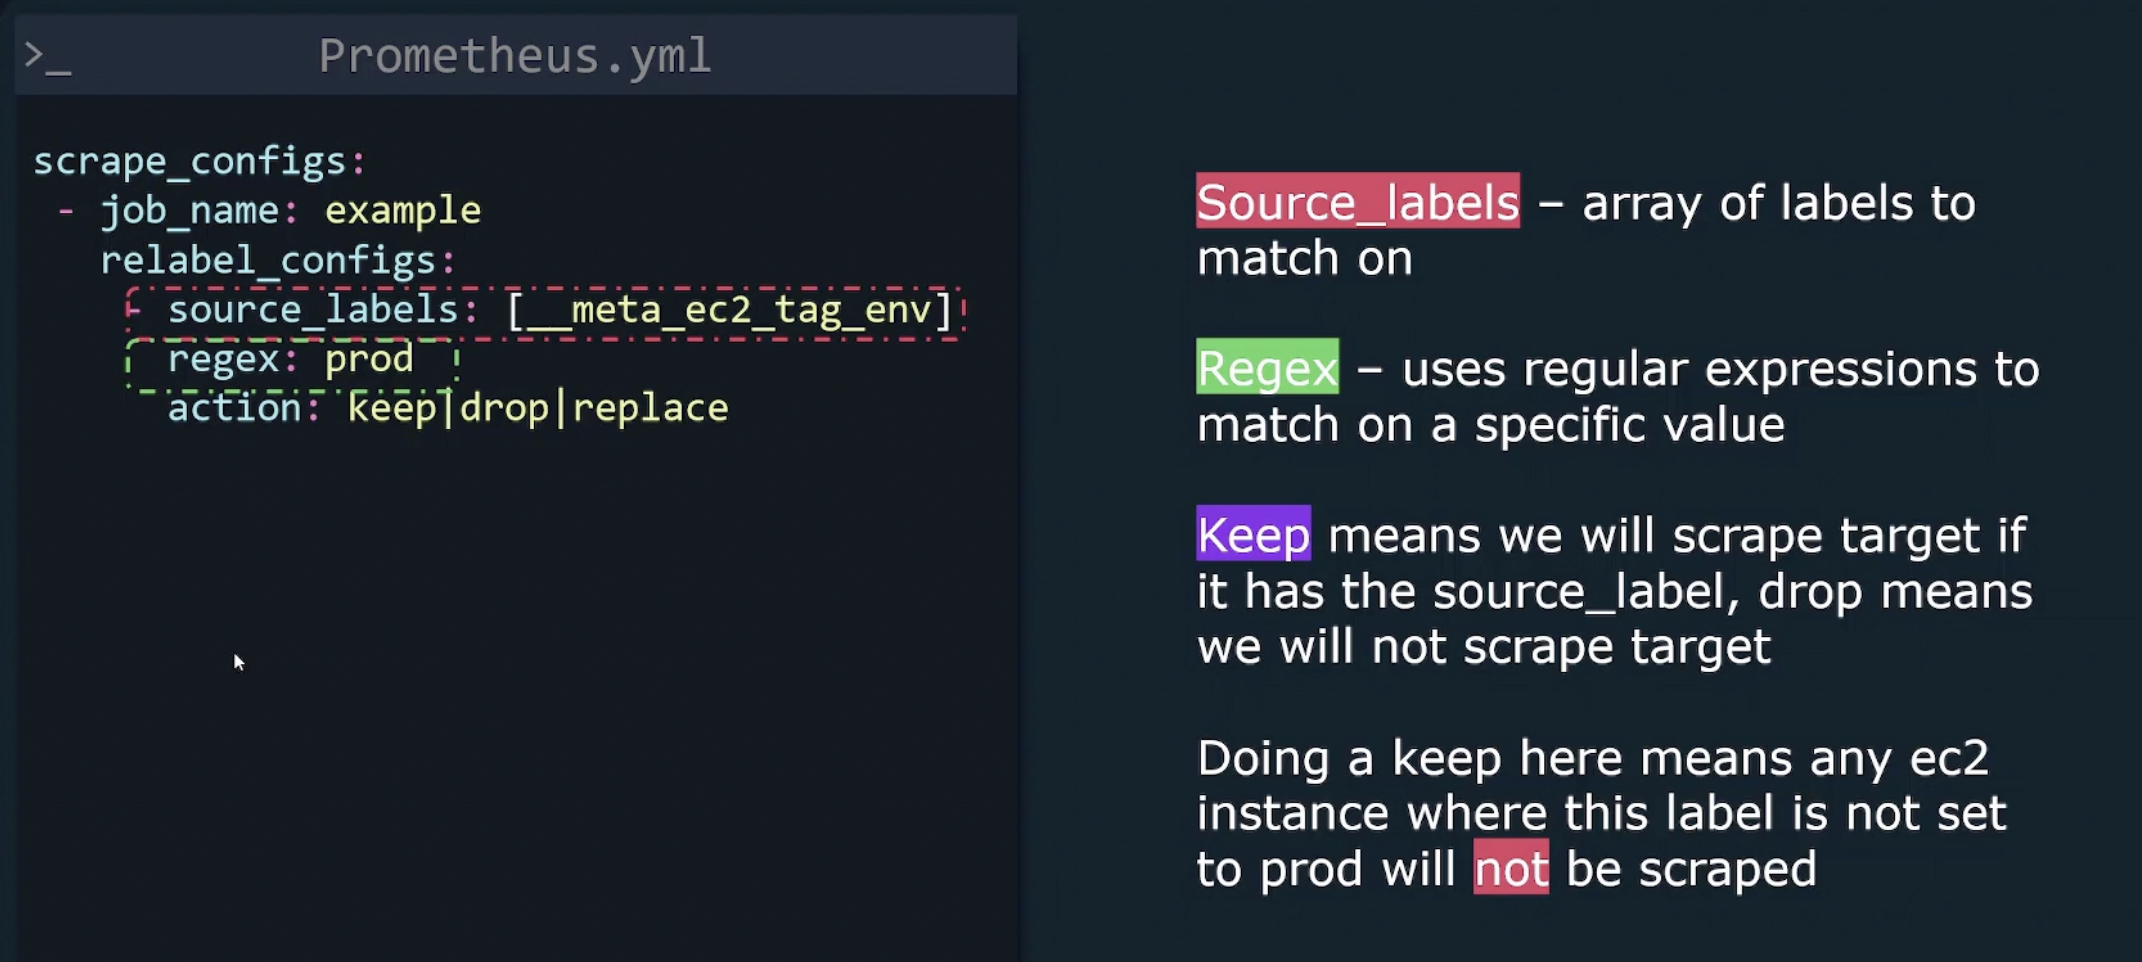 >_ Prometheus.yml
scrape_configs:
- job_name: example
relabel_configs:
- source_labels: [__meta_ec2_tag_env]
regex: prod
action: keep|drop|replace
Source_labels – array of labels to
match on
Regex – uses regular expressions to
match on a specific value
Keep means we will scrape target if
it has the source_label, drop means
we will not scrape target
Doing a keep here means any ec2
instance where this label is not set
to prod will not be scraped